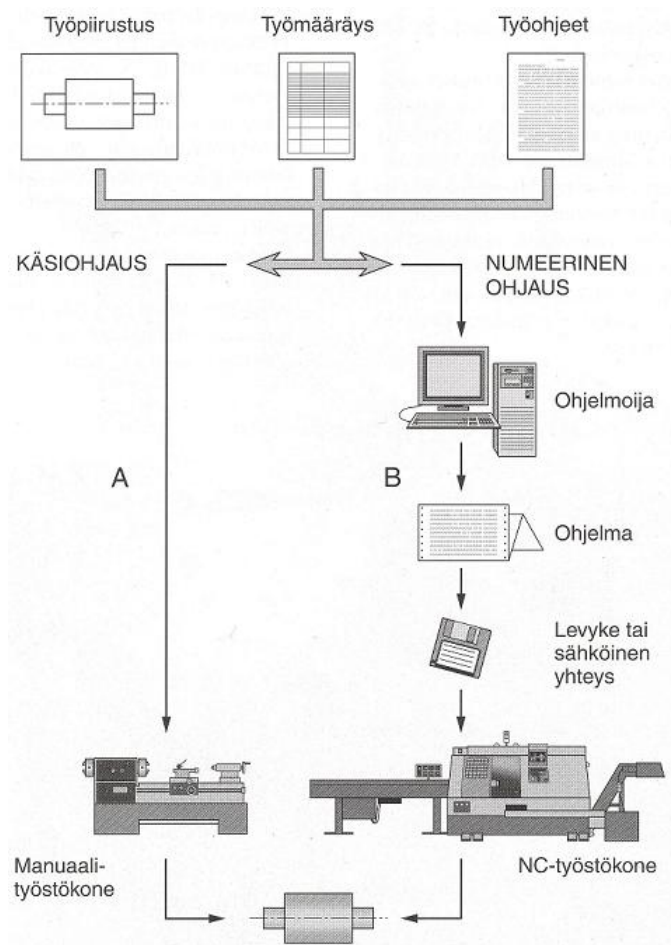 Työpiirustus
Työmääräys
Työohjeet
KÄSIOHJAUS
NUMEERINEN
OHJAUS
Ohjelmoija
A
B
Ohjelma
Levyke tai
sähköinen
yhteys
Manuaali-
työstökone
NC-työstökone